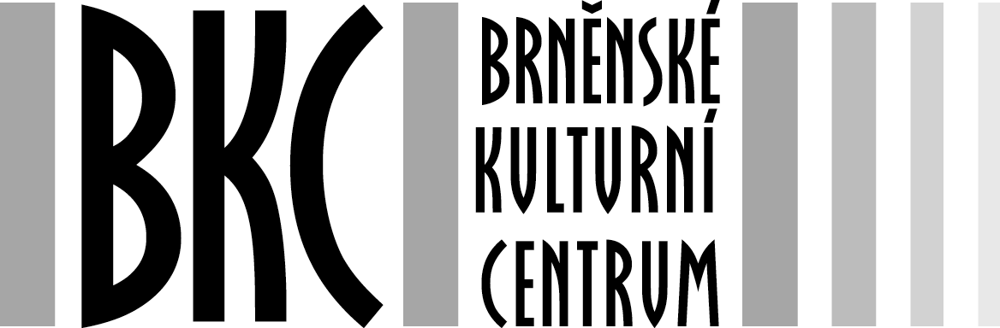 BKC
BRNĚNSKÉ
KULTURNÍ
CENTRUM